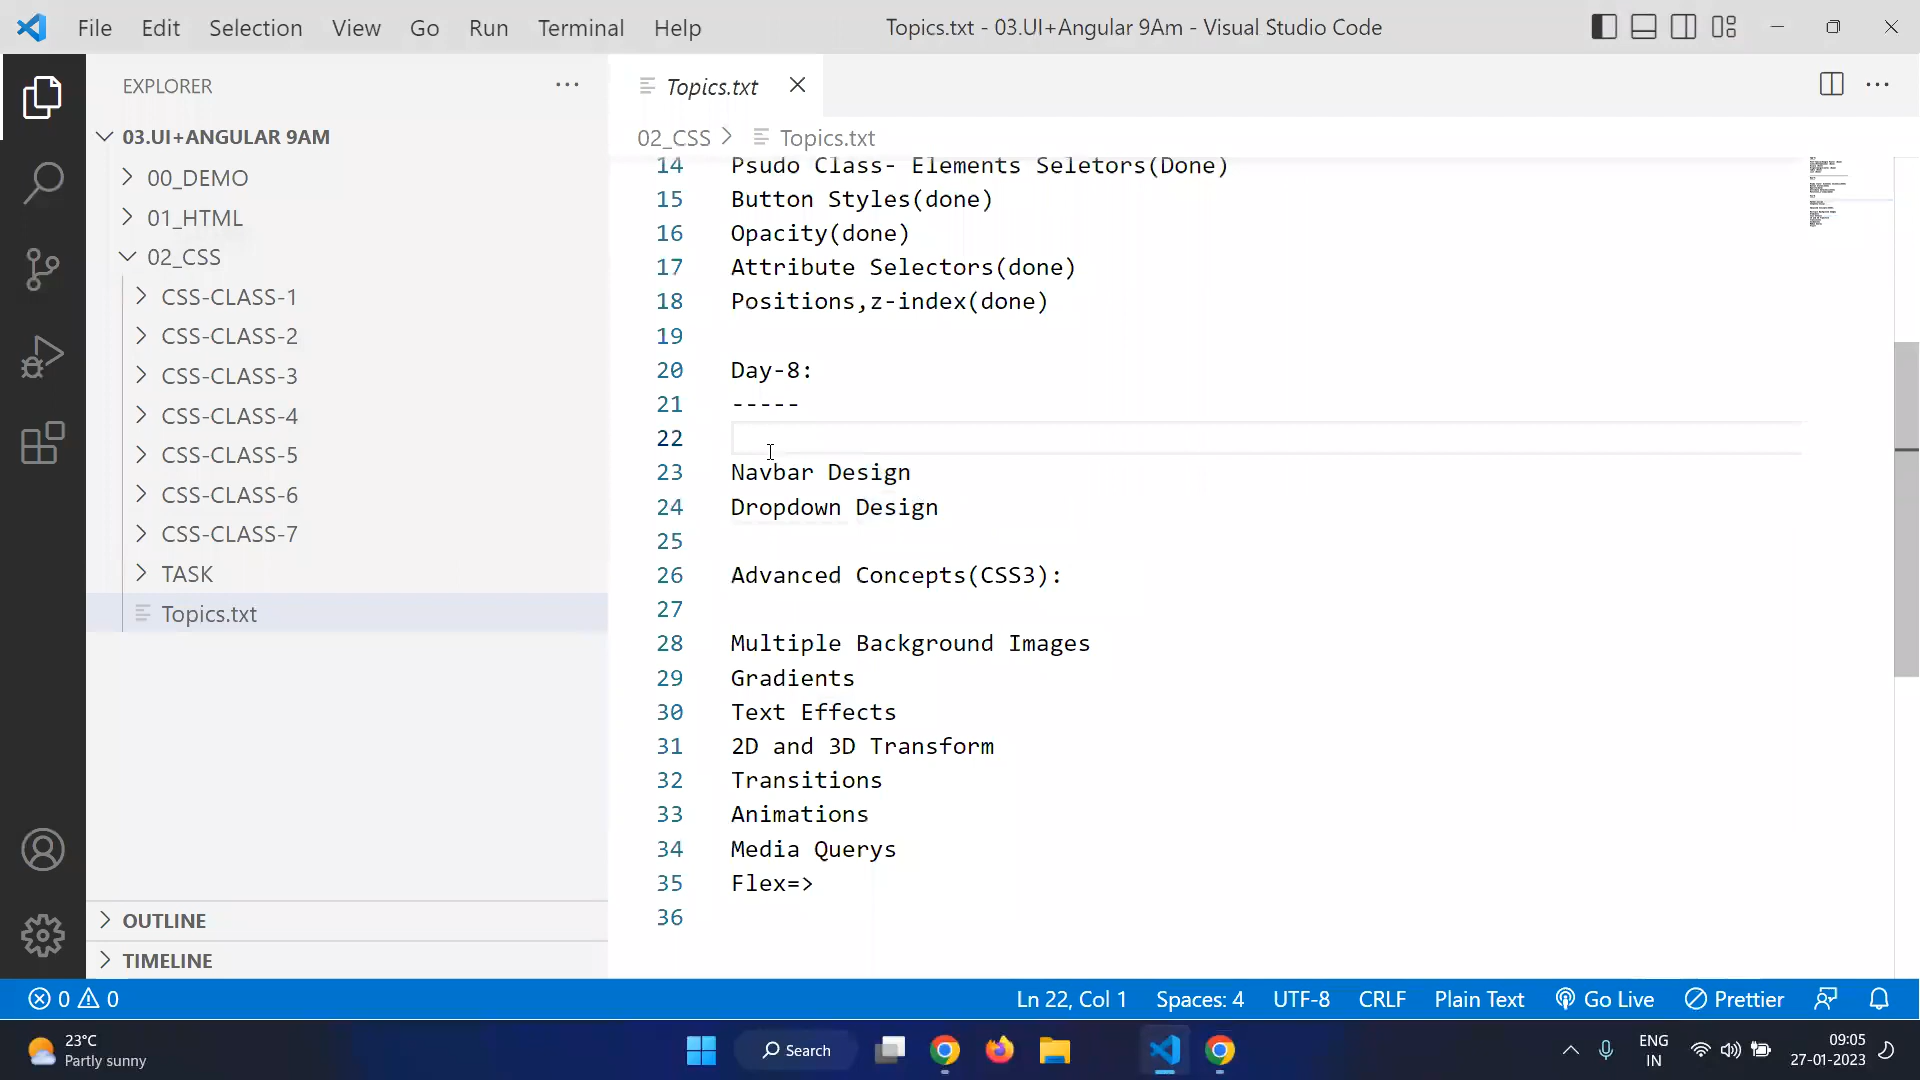 File Edit Selection View Go Run Terminal Help
Topics.txt - 03.UI+Angular 9Am - Visual Studio Code
EXPLORER
03.UI+ANGULAR 9AM
00_DEMO
01_HTML
02_CSS
CSS-CLASS-1
CSS-CLASS-2
CSS-CLASS-3
CSS-CLASS-4
CSS-CLASS-5
CSS-CLASS-6
CSS-CLASS-7
TASK
Topics.txt
OUTLINE
TIMELINE
Topics.txt
02_CSS > Topics.txt
14 Psudo Class- Elements Seletors(Done)
15 Button Styles(done)
16 Opacity(done)
17 Attribute Selectors(done)
18 Positions,z-index(done)
19
20 Day-8:
21 -----
22
23 Navbar Design
24 Dropdown Design
25
26 Advanced Concepts(CSS3):
27
28 Multiple Background Images
29 Gradients
30 Text Effects
31 2D and 3D Transform
32 Transitions
33 Animations
34 Media Querys
35 Flex=>
36
0 0 Ln 22, Col 1 Spaces: 4 UTF-8 CRLF Plain Text Go Live Prettier
23°C
Partly sunny
Search
ENG
IN
09:05
27-01-2023